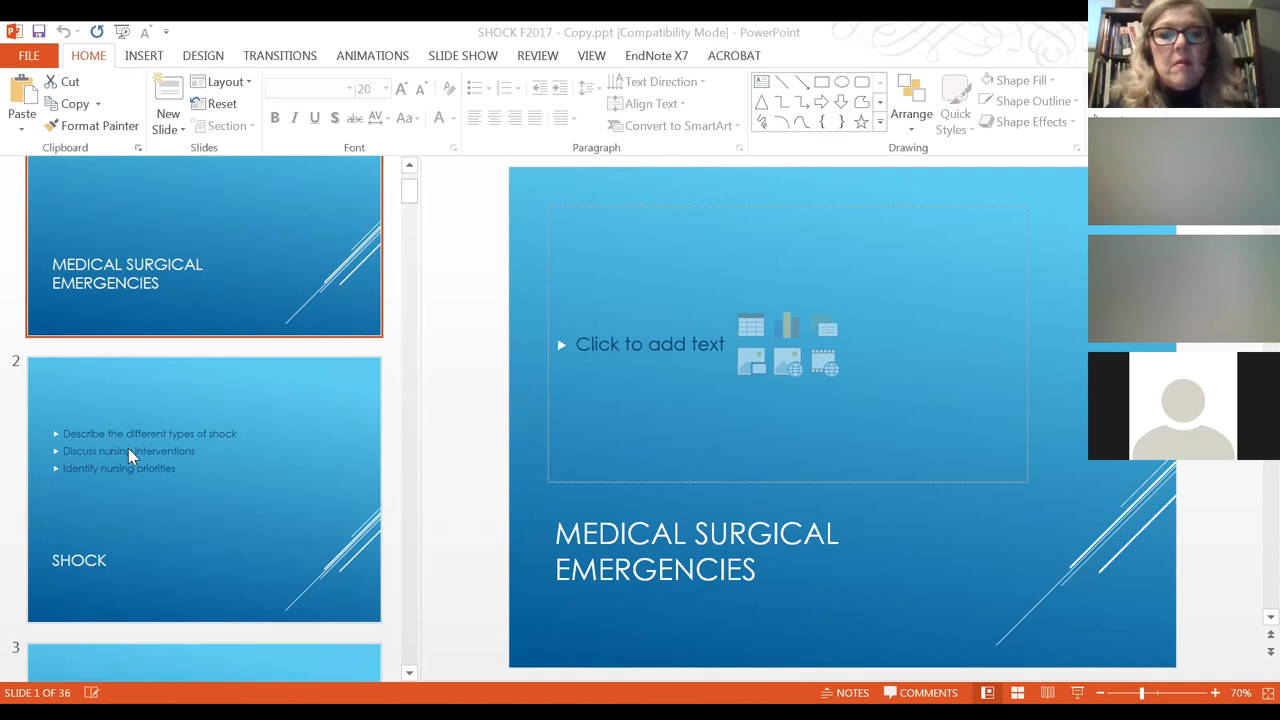 SHOCK F2017 - Copy.ppt [Compatibility Mode] - PowerPoint
FILE HOME INSERT DESIGN TRANSITIONS ANIMATIONS SLIDE SHOW REVIEW VIEW EndNote X7 ACROBAT
Paste
Cut
Copy
Format Painter
Clipboard
New
Slide
Layout
Reset
Slides
20
B U S abc AV Aa A
Font
Text Direction
Align Text
Convert to SmartArt
Paragraph
Arrange
Quick
Styles
Shape Fill
Shape Outline
Shape Effects
Drawing
MEDICAL SURGICAL
EMERGENCIES
2
Describe the different types of shock
Discuss nursing interventions
Identify nursing priorities
SHOCK
3
Click to add text
MEDICAL SURGICAL
EMERGENCIES
SLIDE 1 OF 36
NOTES
COMMENTS
70%